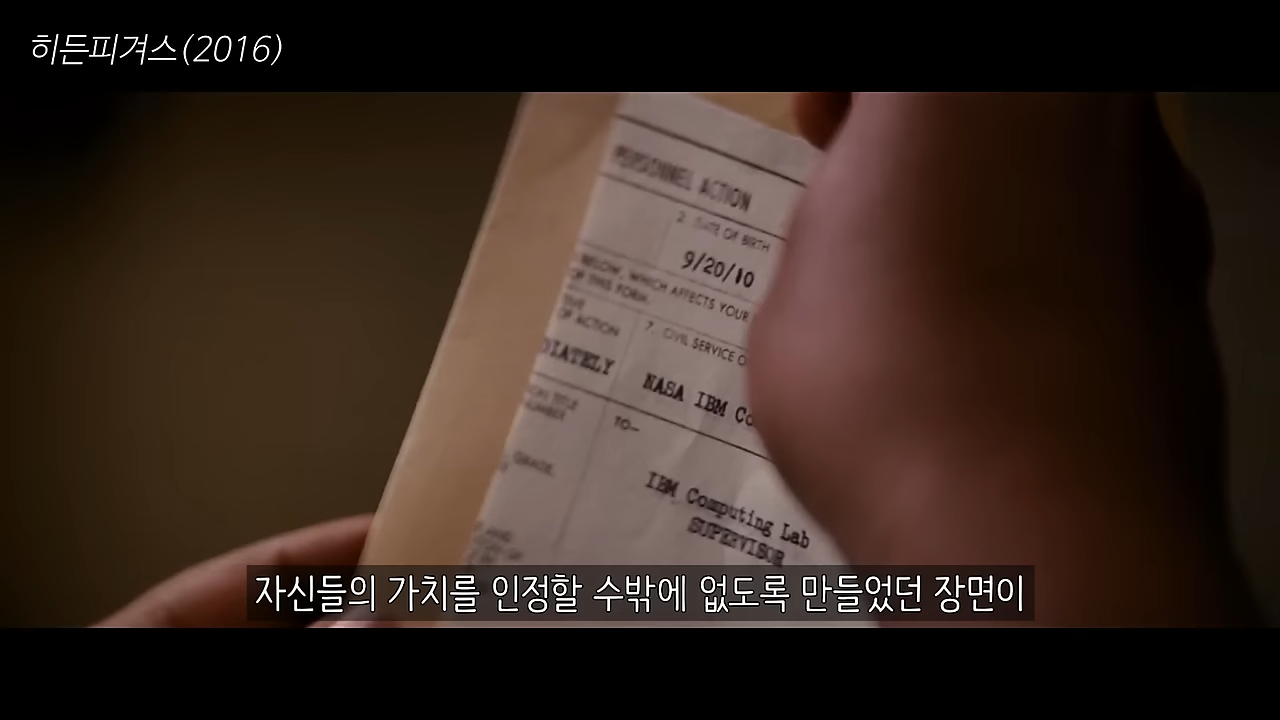 히든피겨스(2016)
PERSONNEL ACTION
2. DATE OF BIRTH
9/20/10
BELOW, WHICH AFFECTS YOUR
OF THIS FORM.
OF ACTION
7. CIVIL SERVICE O
DIATELY
NASA IBM Co
TO—
GRADE
IBM Computing Lab
SUPERVISOR
자신들의 가치를 인정할 수밖에 없도록 만들었던 장면이